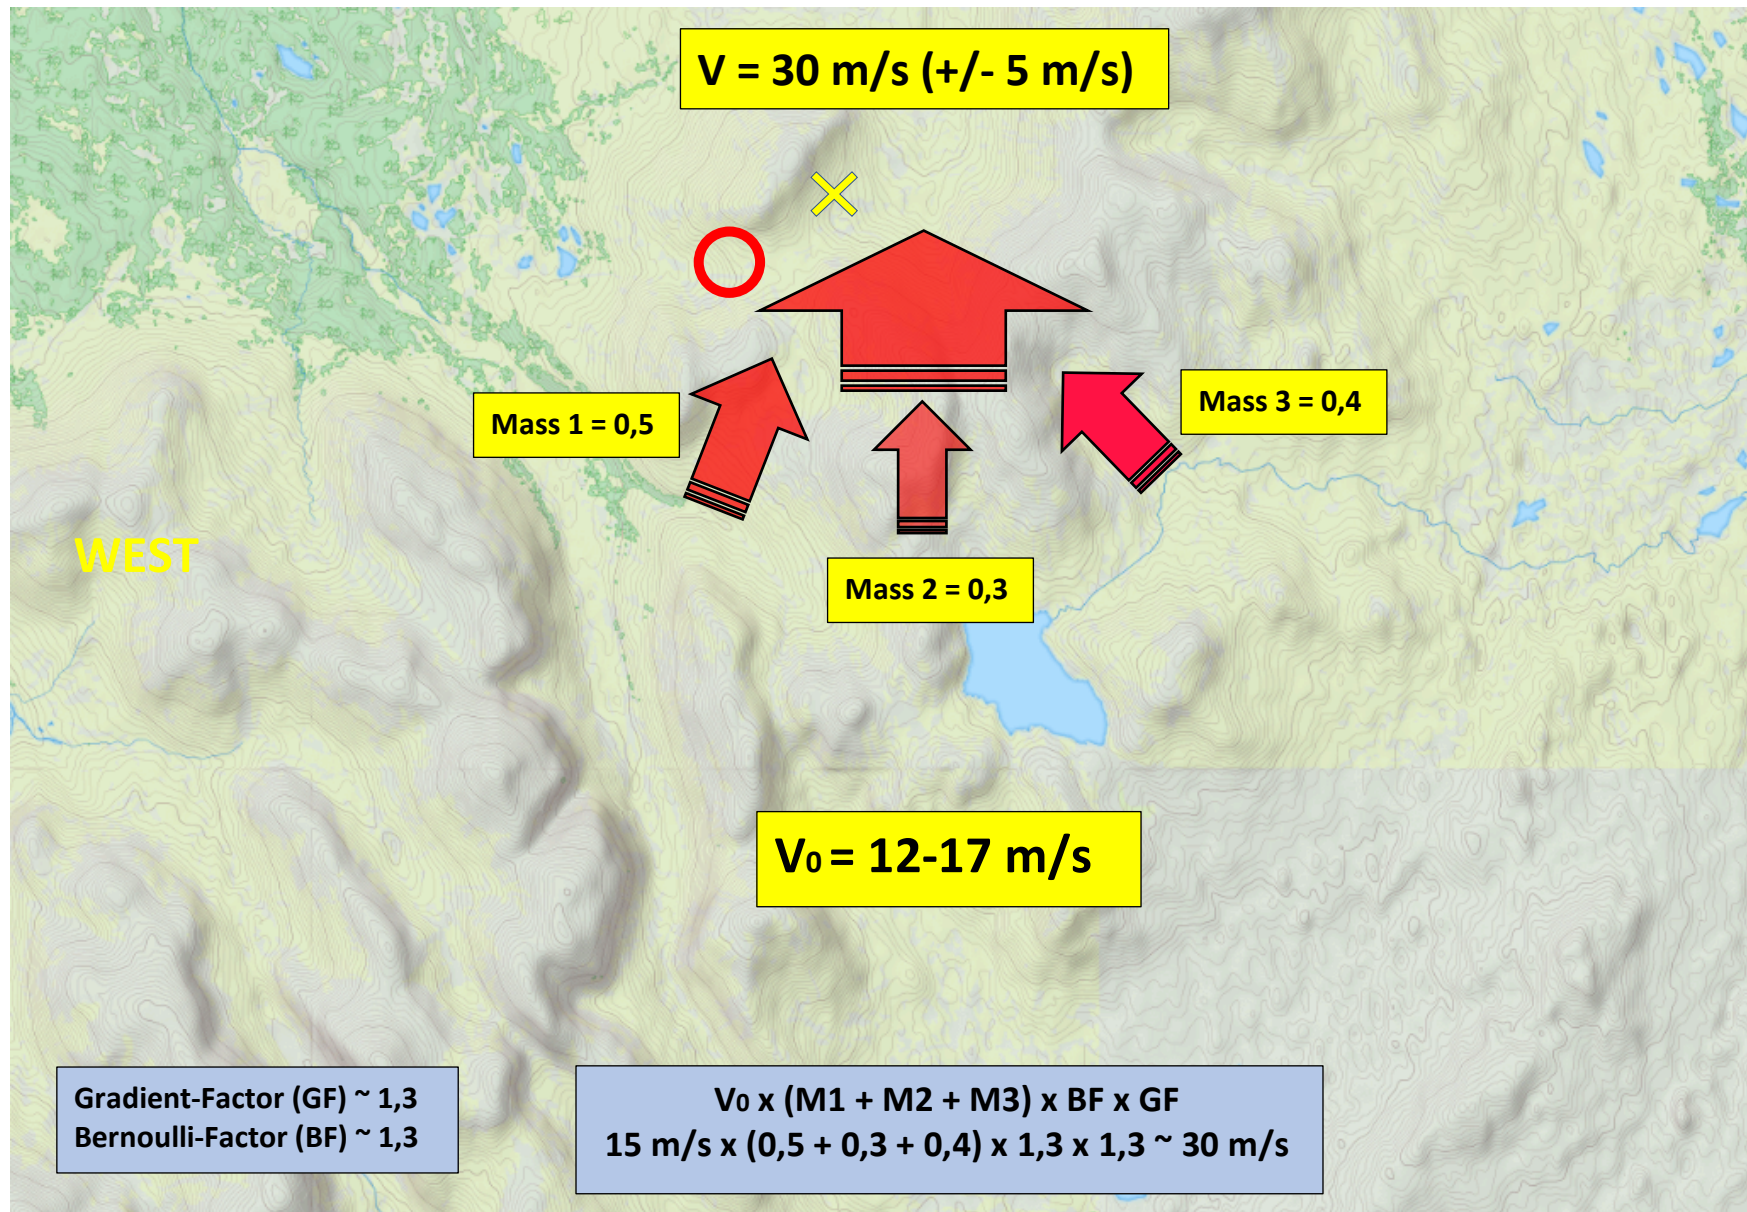 V = 30 m/s (+/- 5 m/s)
Mass 1 = 0,5
Mass 3 = 0,4
WEST
Mass 2 = 0,3
V₀ = 12-17 m/s
Gradient-Factor (GF) ~ 1,3
Bernoulli-Factor (BF) ~ 1,3
V₀ x (M1 + M2 + M3) x BF x GF
15 m/s x (0,5 + 0,3 + 0,4) x 1,3 x 1,3 ~ 30 m/s